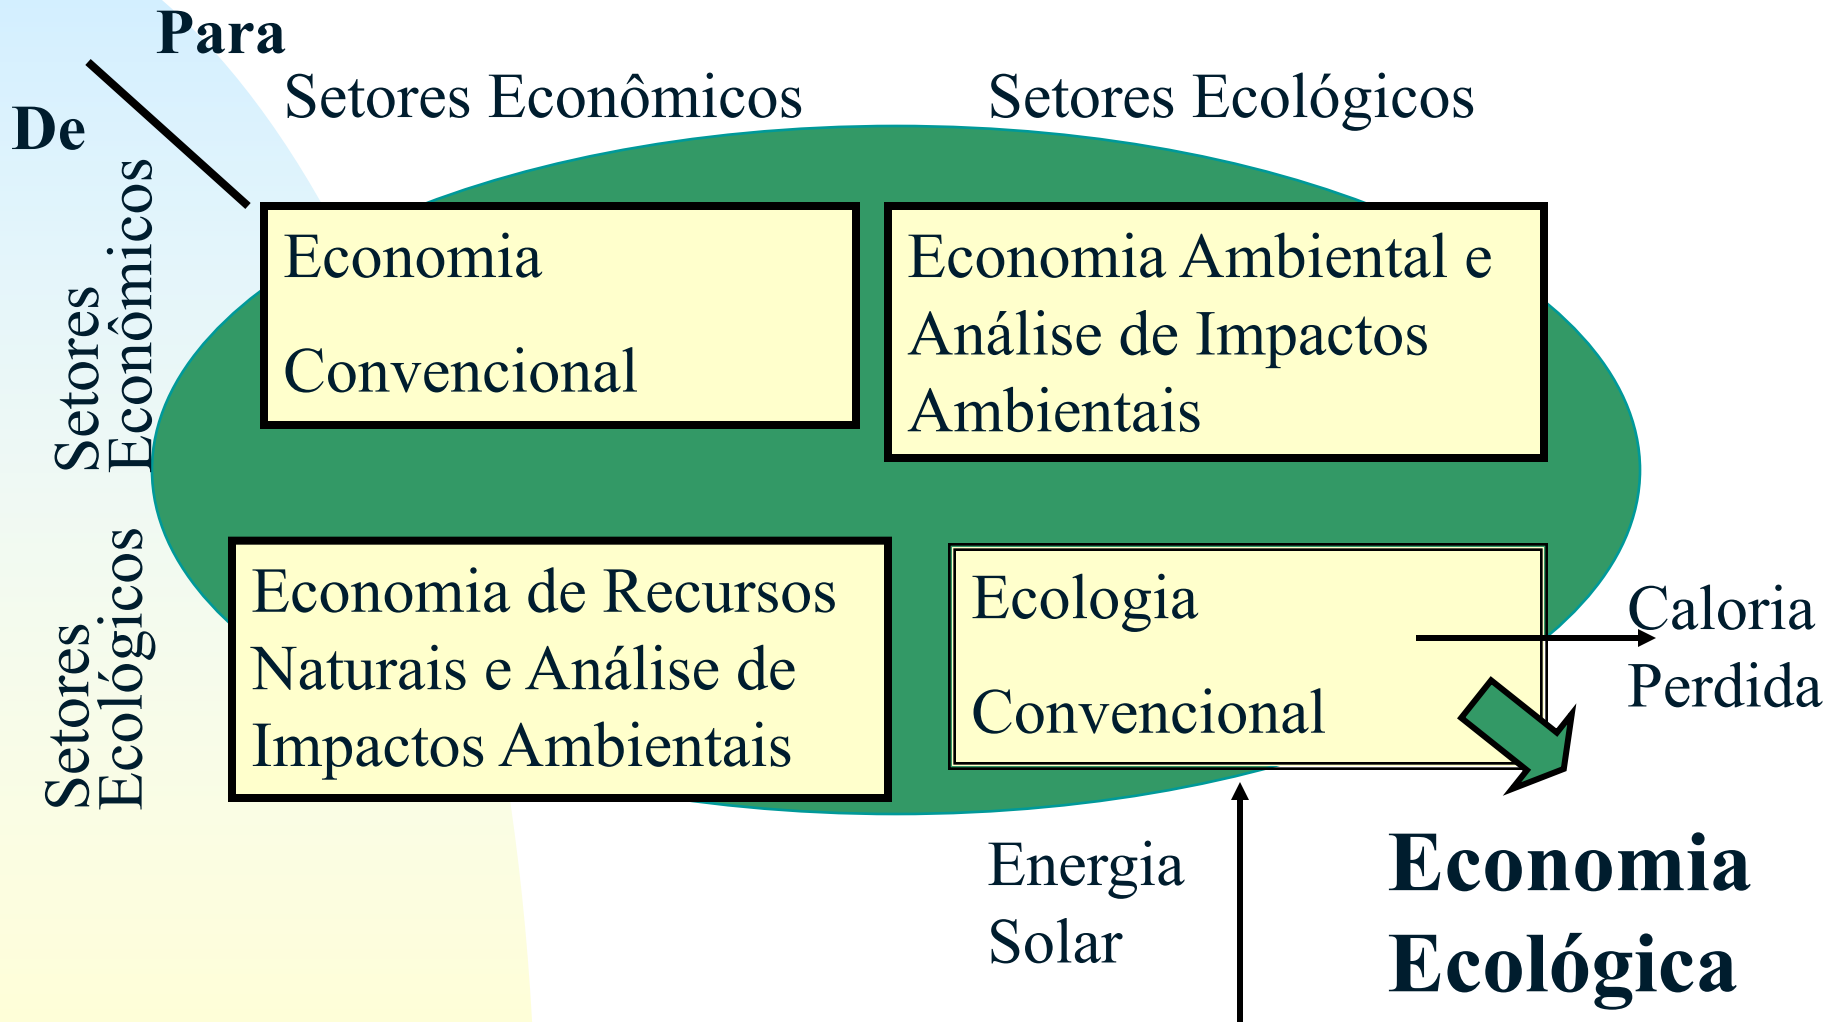 Para
De
Setores Econômicos
Setores Ecológicos
Setores
Econômicos
Economia
Convencional
Economia Ambiental e
Análise de Impactos
Ambientais
Setores
Ecológicos
Economia de Recursos
Naturais e Análise de
Impactos Ambientais
Ecologia
Convencional
Caloria
Perdida
Energia
Solar
Economia
Ecológica